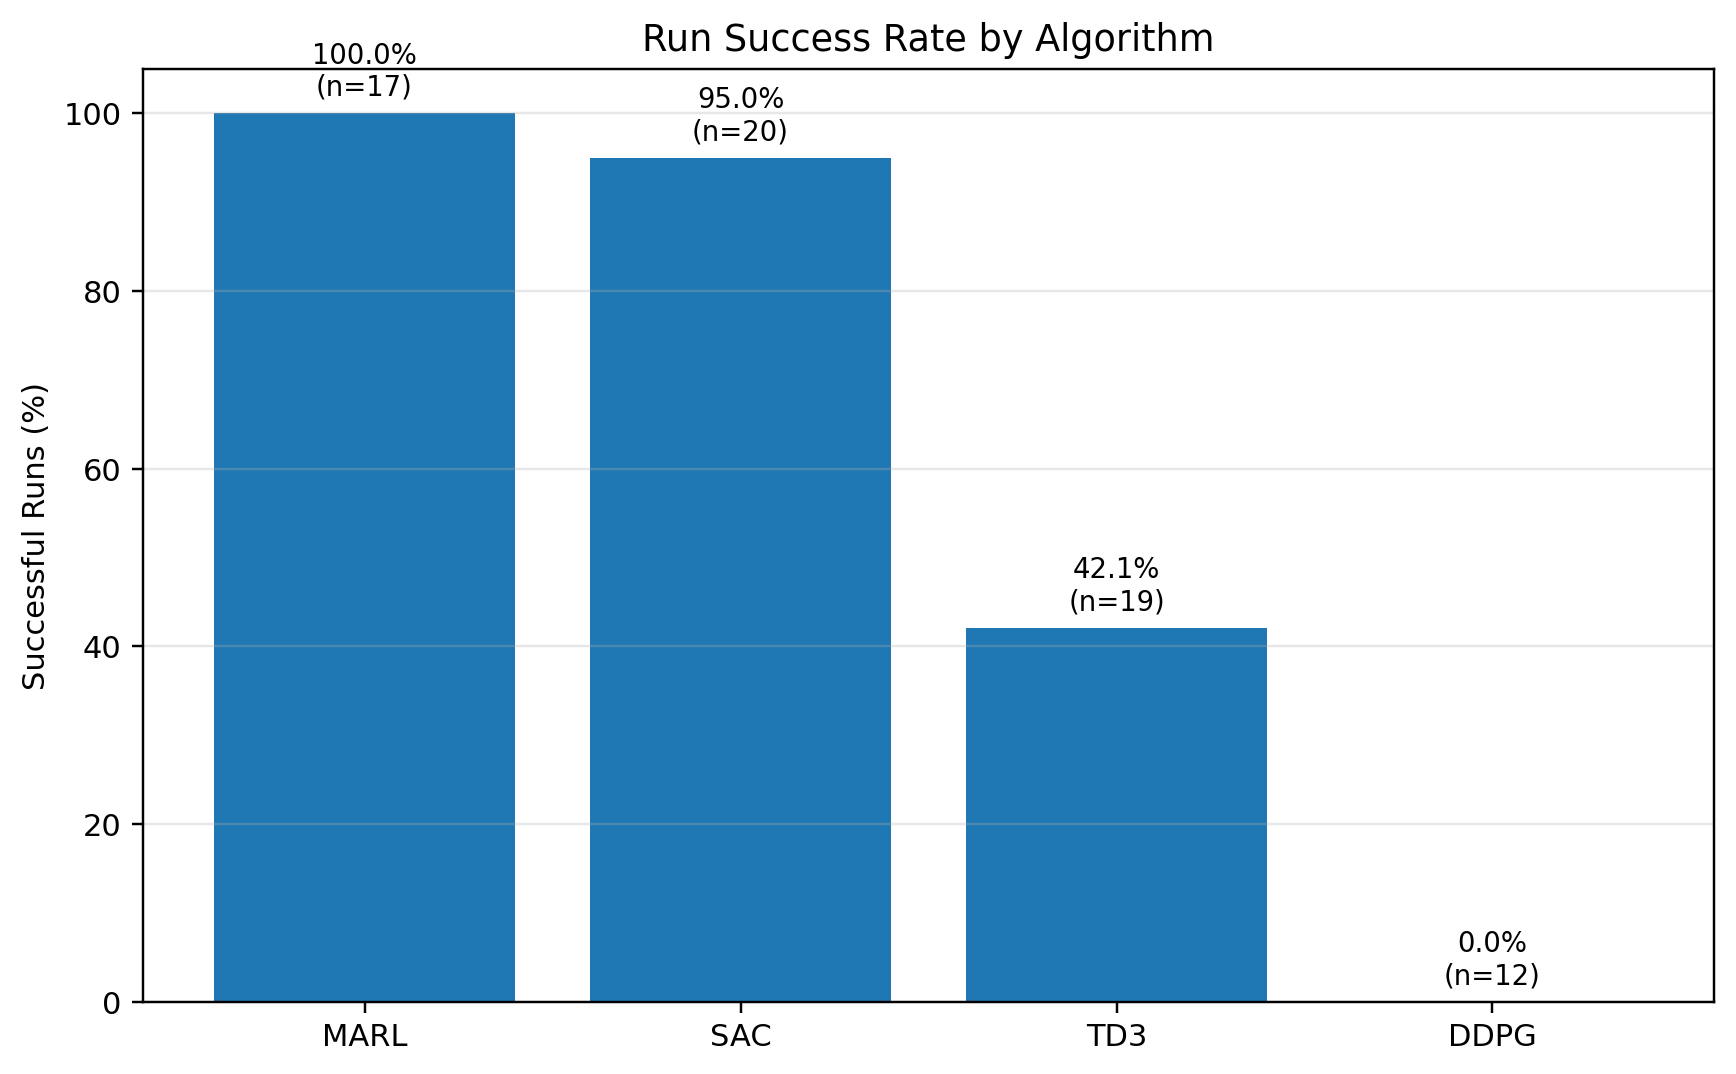 Run Success Rate by Algorithm
100.0%
(n=17)
95.0%
(n=20)
42.1%
(n=19)
0.0%
(n=12)
Successful Runs (%)
100
80
60
40
20
0
MARL
SAC
TD3
DDPG